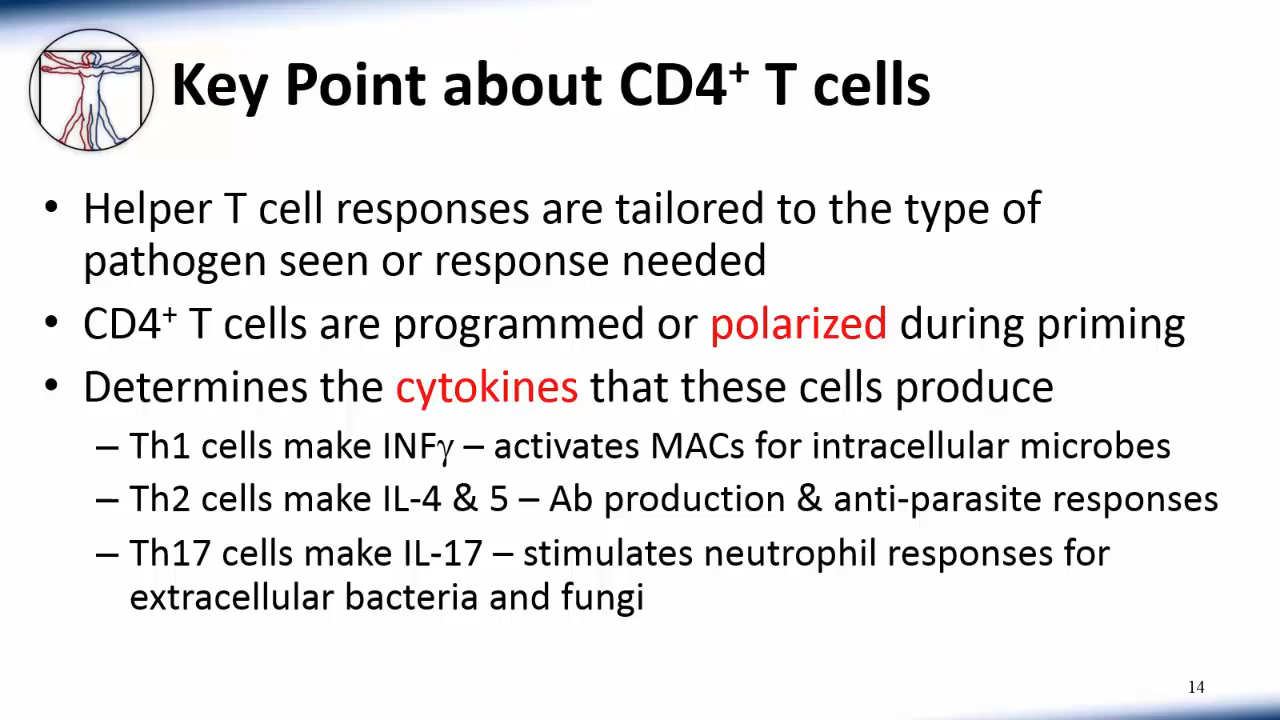 Key Point about CD4⁺ T cells
• Helper T cell responses are tailored to the type of
pathogen seen or response needed
• CD4⁺ T cells are programmed or polarized during priming
• Determines the cytokines that these cells produce
– Th1 cells make INFγ – activates MACs for intracellular microbes
– Th2 cells make IL-4 & 5 – Ab production & anti-parasite responses
– Th17 cells make IL-17 – stimulates neutrophil responses for
extracellular bacteria and fungi
14